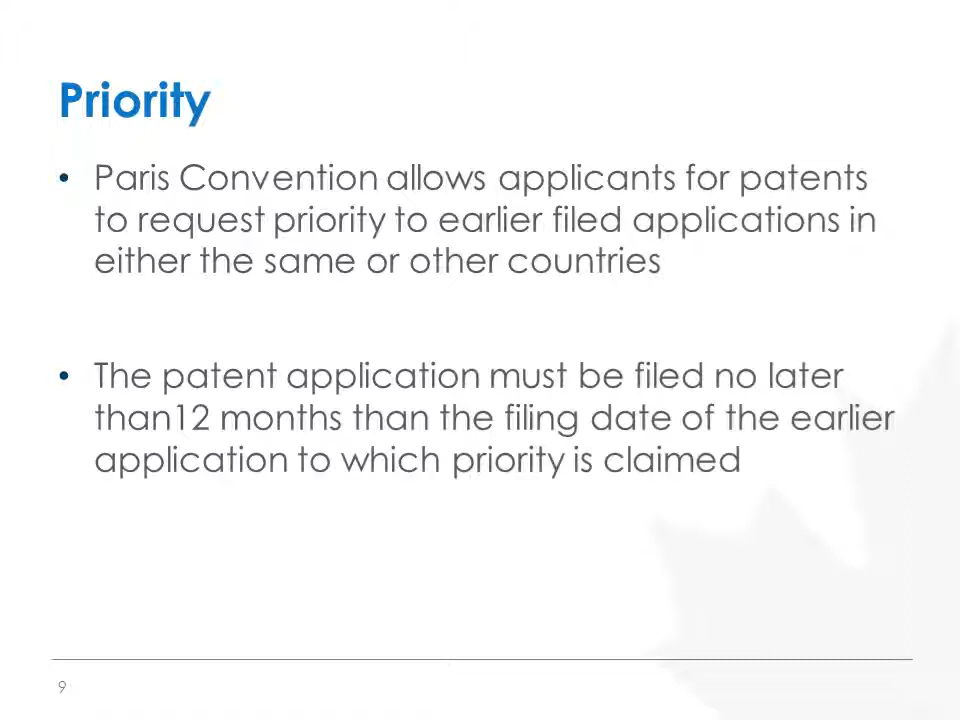 Priority
• Paris Convention allows applicants for patents
to request priority to earlier filed applications in
either the same or other countries
• The patent application must be filed no later
than12 months than the filing date of the earlier
application to which priority is claimed
9